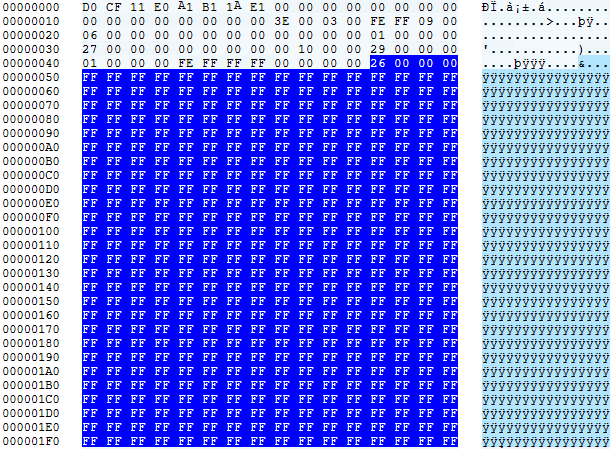 00000000 D0 CF 11 E0 A1 B1 1A E1 00 00 00 00 00 00 00 00 ÐÏ.à¡±.á........
00000010 00 00 00 00 00 00 00 00 3E 00 03 00 FE FF 09 00 ........>...þÿ..
00000020 06 00 00 00 00 00 00 00 00 00 00 00 01 00 00 00 ................
00000030 27 00 00 00 00 00 00 00 00 10 00 00 29 00 00 00 '...........)...
00000040 01 00 00 00 FE FF FF FF 00 00 00 00 26 00 00 00 ....þÿÿÿ....&...
00000050 FF FF FF FF FF FF FF FF FF FF FF FF FF FF FF FF ÿÿÿÿÿÿÿÿÿÿÿÿÿÿÿÿ
00000060 FF FF FF FF FF FF FF FF FF FF FF FF FF FF FF FF ÿÿÿÿÿÿÿÿÿÿÿÿÿÿÿÿ
00000070 FF FF FF FF FF FF FF FF FF FF FF FF FF FF FF FF ÿÿÿÿÿÿÿÿÿÿÿÿÿÿÿÿ
00000080 FF FF FF FF FF FF FF FF FF FF FF FF FF FF FF FF ÿÿÿÿÿÿÿÿÿÿÿÿÿÿÿÿ
00000090 FF FF FF FF FF FF FF FF FF FF FF FF FF FF FF FF ÿÿÿÿÿÿÿÿÿÿÿÿÿÿÿÿ
000000A0 FF FF FF FF FF FF FF FF FF FF FF FF FF FF FF FF ÿÿÿÿÿÿÿÿÿÿÿÿÿÿÿÿ
000000B0 FF FF FF FF FF FF FF FF FF FF FF FF FF FF FF FF ÿÿÿÿÿÿÿÿÿÿÿÿÿÿÿÿ
000000C0 FF FF FF FF FF FF FF FF FF FF FF FF FF FF FF FF ÿÿÿÿÿÿÿÿÿÿÿÿÿÿÿÿ
000000D0 FF FF FF FF FF FF FF FF FF FF FF FF FF FF FF FF ÿÿÿÿÿÿÿÿÿÿÿÿÿÿÿÿ
000000E0 FF FF FF FF FF FF FF FF FF FF FF FF FF FF FF FF ÿÿÿÿÿÿÿÿÿÿÿÿÿÿÿÿ
000000F0 FF FF FF FF FF FF FF FF FF FF FF FF FF FF FF FF ÿÿÿÿÿÿÿÿÿÿÿÿÿÿÿÿ
00000100 FF FF FF FF FF FF FF FF FF FF FF FF FF FF FF FF ÿÿÿÿÿÿÿÿÿÿÿÿÿÿÿÿ
00000110 FF FF FF FF FF FF FF FF FF FF FF FF FF FF FF FF ÿÿÿÿÿÿÿÿÿÿÿÿÿÿÿÿ
00000120 FF FF FF FF FF FF FF FF FF FF FF FF FF FF FF FF ÿÿÿÿÿÿÿÿÿÿÿÿÿÿÿÿ
00000130 FF FF FF FF FF FF FF FF FF FF FF FF FF FF FF FF ÿÿÿÿÿÿÿÿÿÿÿÿÿÿÿÿ
00000140 FF FF FF FF FF FF FF FF FF FF FF FF FF FF FF FF ÿÿÿÿÿÿÿÿÿÿÿÿÿÿÿÿ
00000150 FF FF FF FF FF FF FF FF FF FF FF FF FF FF FF FF ÿÿÿÿÿÿÿÿÿÿÿÿÿÿÿÿ
00000160 FF FF FF FF FF FF FF FF FF FF FF FF FF FF FF FF ÿÿÿÿÿÿÿÿÿÿÿÿÿÿÿÿ
00000170 FF FF FF FF FF FF FF FF FF FF FF FF FF FF FF FF ÿÿÿÿÿÿÿÿÿÿÿÿÿÿÿÿ
00000180 FF FF FF FF FF FF FF FF FF FF FF FF FF FF FF FF ÿÿÿÿÿÿÿÿÿÿÿÿÿÿÿÿ
00000190 FF FF FF FF FF FF FF FF FF FF FF FF FF FF FF FF ÿÿÿÿÿÿÿÿÿÿÿÿÿÿÿÿ
000001A0 FF FF FF FF FF FF FF FF FF FF FF FF FF FF FF FF ÿÿÿÿÿÿÿÿÿÿÿÿÿÿÿÿ
000001B0 FF FF FF FF FF FF FF FF FF FF FF FF FF FF FF FF ÿÿÿÿÿÿÿÿÿÿÿÿÿÿÿÿ
000001C0 FF FF FF FF FF FF FF FF FF FF FF FF FF FF FF FF ÿÿÿÿÿÿÿÿÿÿÿÿÿÿÿÿ
000001D0 FF FF FF FF FF FF FF FF FF FF FF FF FF FF FF FF ÿÿÿÿÿÿÿÿÿÿÿÿÿÿÿÿ
000001E0 FF FF FF FF FF FF FF FF FF FF FF FF FF FF FF FF ÿÿÿÿÿÿÿÿÿÿÿÿÿÿÿÿ
000001F0 FF FF FF FF FF FF FF FF FF FF FF FF FF FF FF FF ÿÿÿÿÿÿÿÿÿÿÿÿÿÿÿÿ